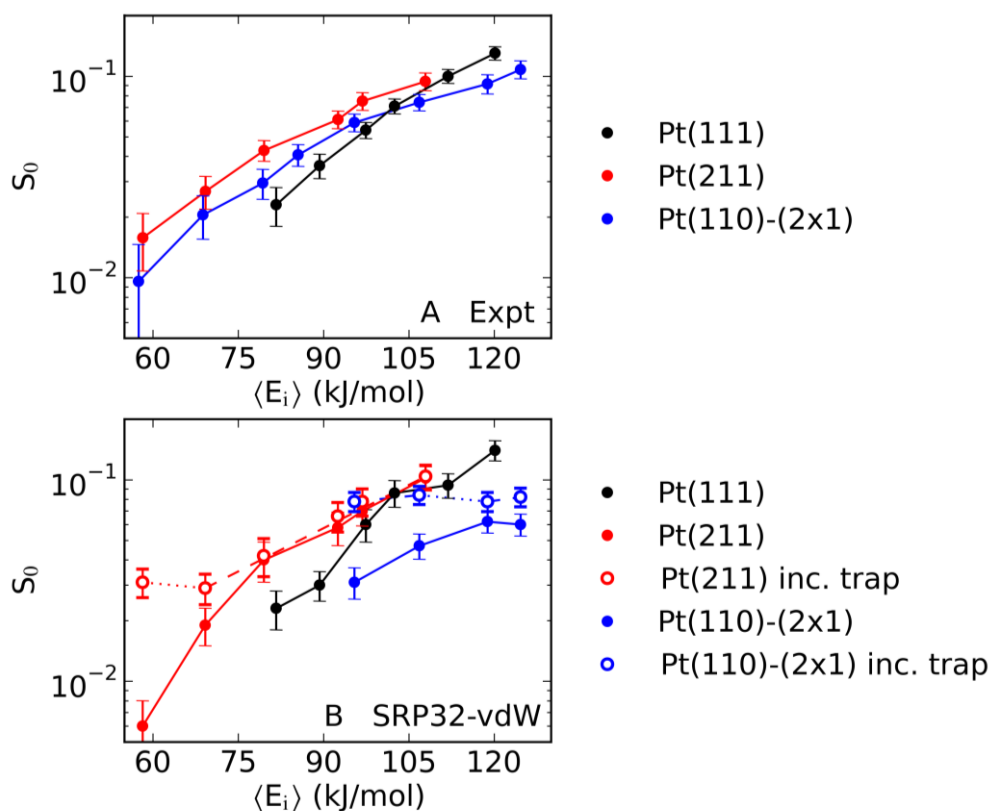 10⁻¹
10⁻²
S₀
60 75 90 105 120
⟨Eᵢ⟩ (kJ/mol)
A Expt
Pt(111)
Pt(211)
Pt(110)-(2x1)
10⁻¹
10⁻²
S₀
60 75 90 105 120
⟨Eᵢ⟩ (kJ/mol)
B SRP32-vdW
Pt(111)
Pt(211)
Pt(211) inc. trap
Pt(110)-(2x1)
Pt(110)-(2x1) inc. trap